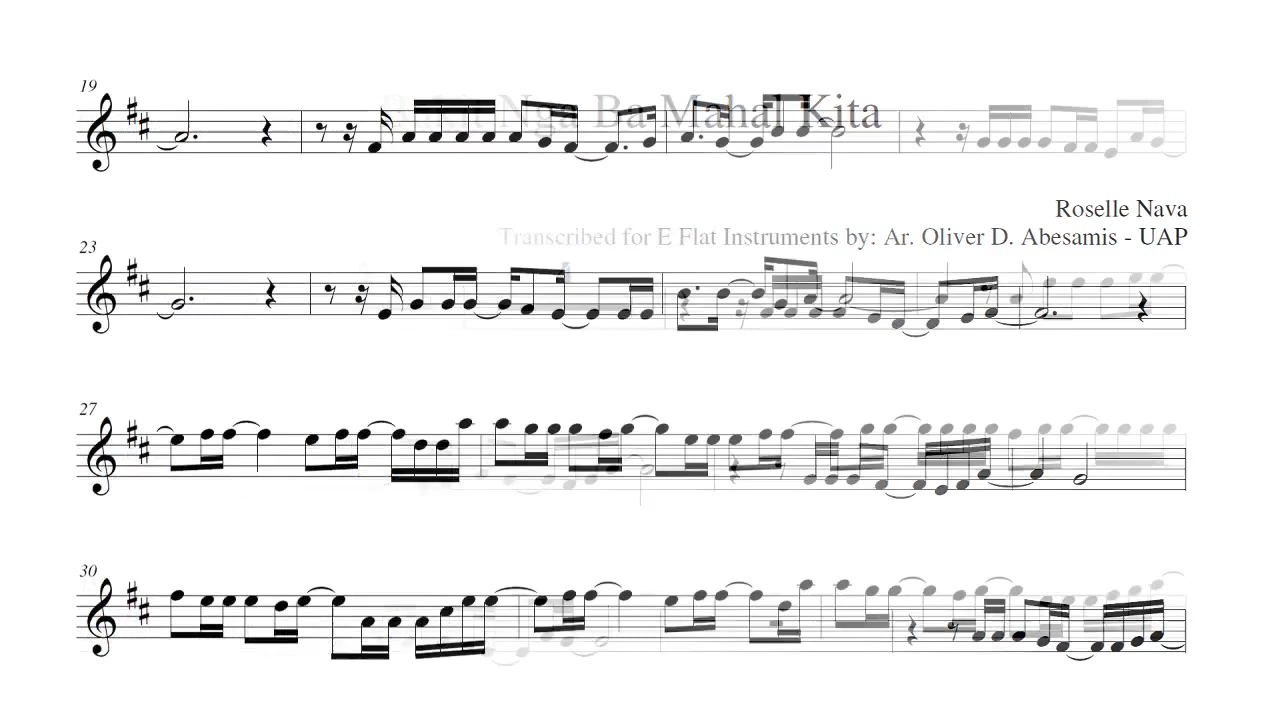 19
Nga Ba Mahal Kita
Roselle Nava
Transcribed for E Flat Instruments by: Ar. Oliver D. Abesamis - UAP
23
27
30